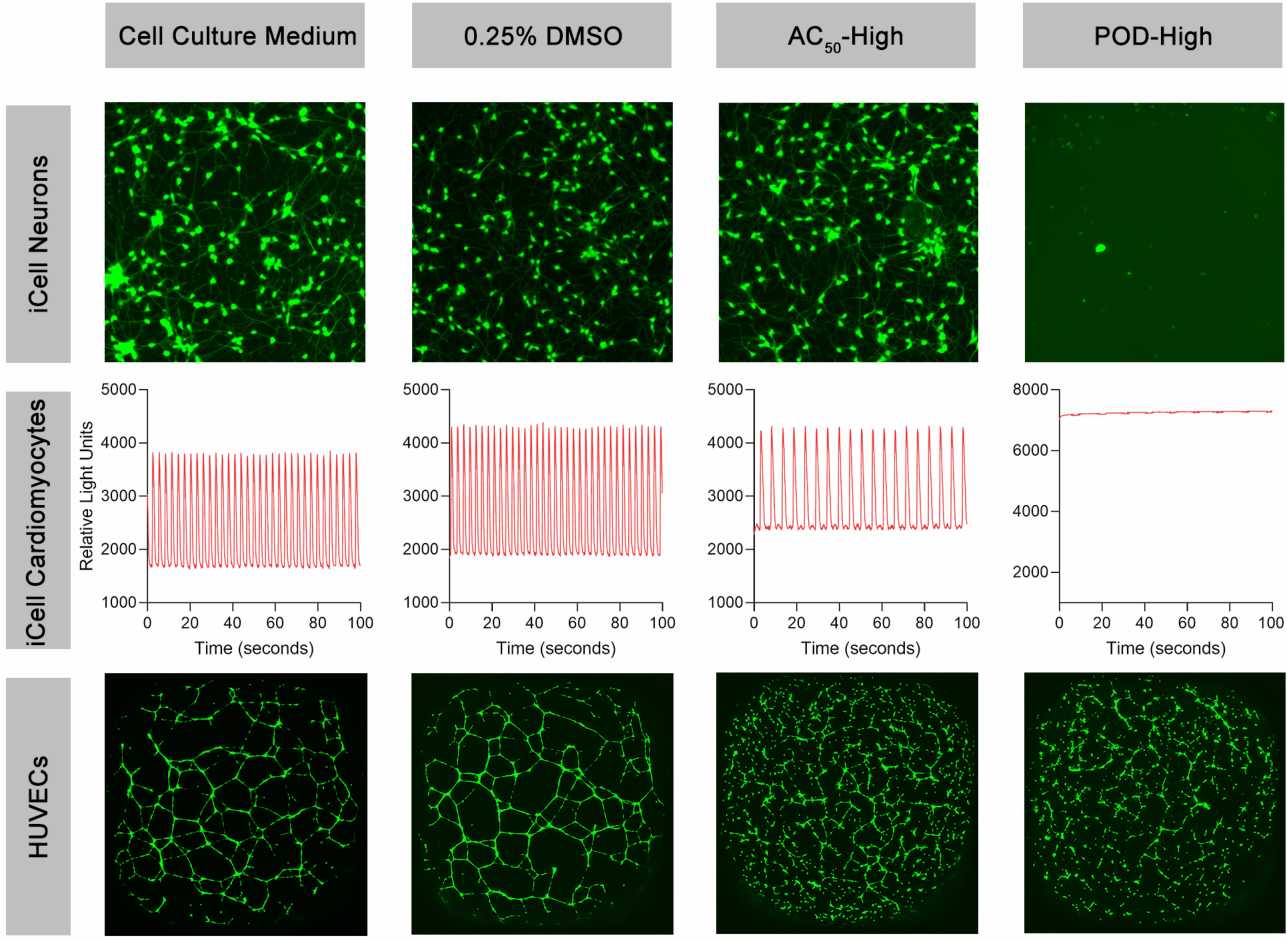 Cell Culture Medium
0.25% DMSO
AC50-High
POD-High
iCell Neurons
iCell Cardiomyocytes
Relative Light Units
5000
4000
3000
2000
1000
0 20 40 60 80 100
Time (seconds)
5000
4000
3000
2000
1000
0 20 40 60 80 100
Time (seconds)
5000
4000
3000
2000
1000
0 20 40 60 80 100
Time (seconds)
8000
6000
4000
2000
0 20 40 60 80 100
Time (seconds)
HUVECs